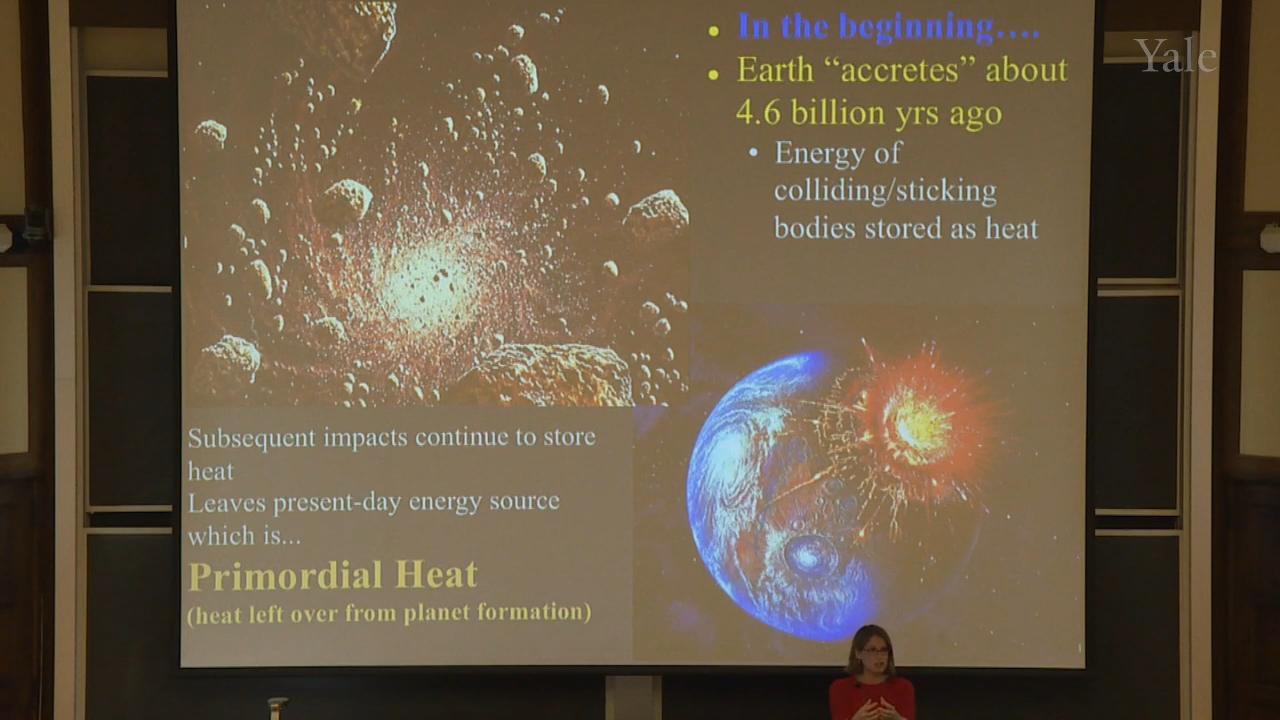 • In the beginning….
• Earth “accretes” about
4.6 billion yrs ago
• Energy of
colliding/sticking
bodies stored as heat
Yale
Subsequent impacts continue to store
heat
Leaves present-day energy source
which is...
Primordial Heat
(heat left over from planet formation)